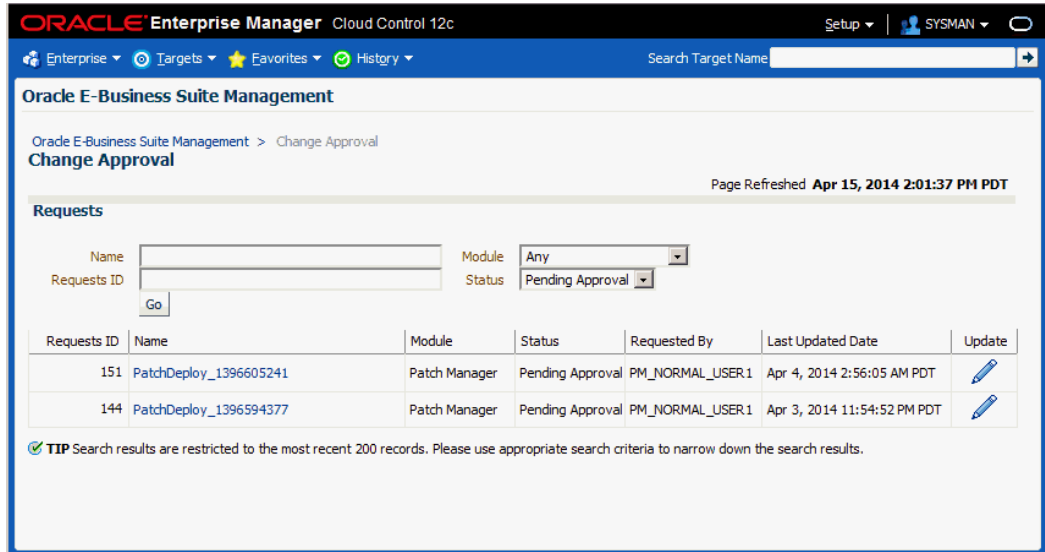 ORACLE Enterprise Manager Cloud Control 12c
Setup SYSMAN
Enterprise Targets Favorites History Search Target Name
Oracle E-Business Suite Management
Oracle E-Business Suite Management > Change Approval
Change Approval
Page Refreshed Apr 15, 2014 2:01:37 PM PDT
Requests
Name Module Any
Requests ID Status Pending Approval
Go
Requests ID Name Module Status Requested By Last Updated Date Update
151 PatchDeploy_1396605241 Patch Manager Pending Approval PM_NORMAL_USER1 Apr 4, 2014 2:56:05 AM PDT
144 PatchDeploy_1396594377 Patch Manager Pending Approval PM_NORMAL_USER1 Apr 3, 2014 11:54:52 PM PDT
TIP Search results are restricted to the most recent 200 records. Please use appropriate search criteria to narrow down the search results.